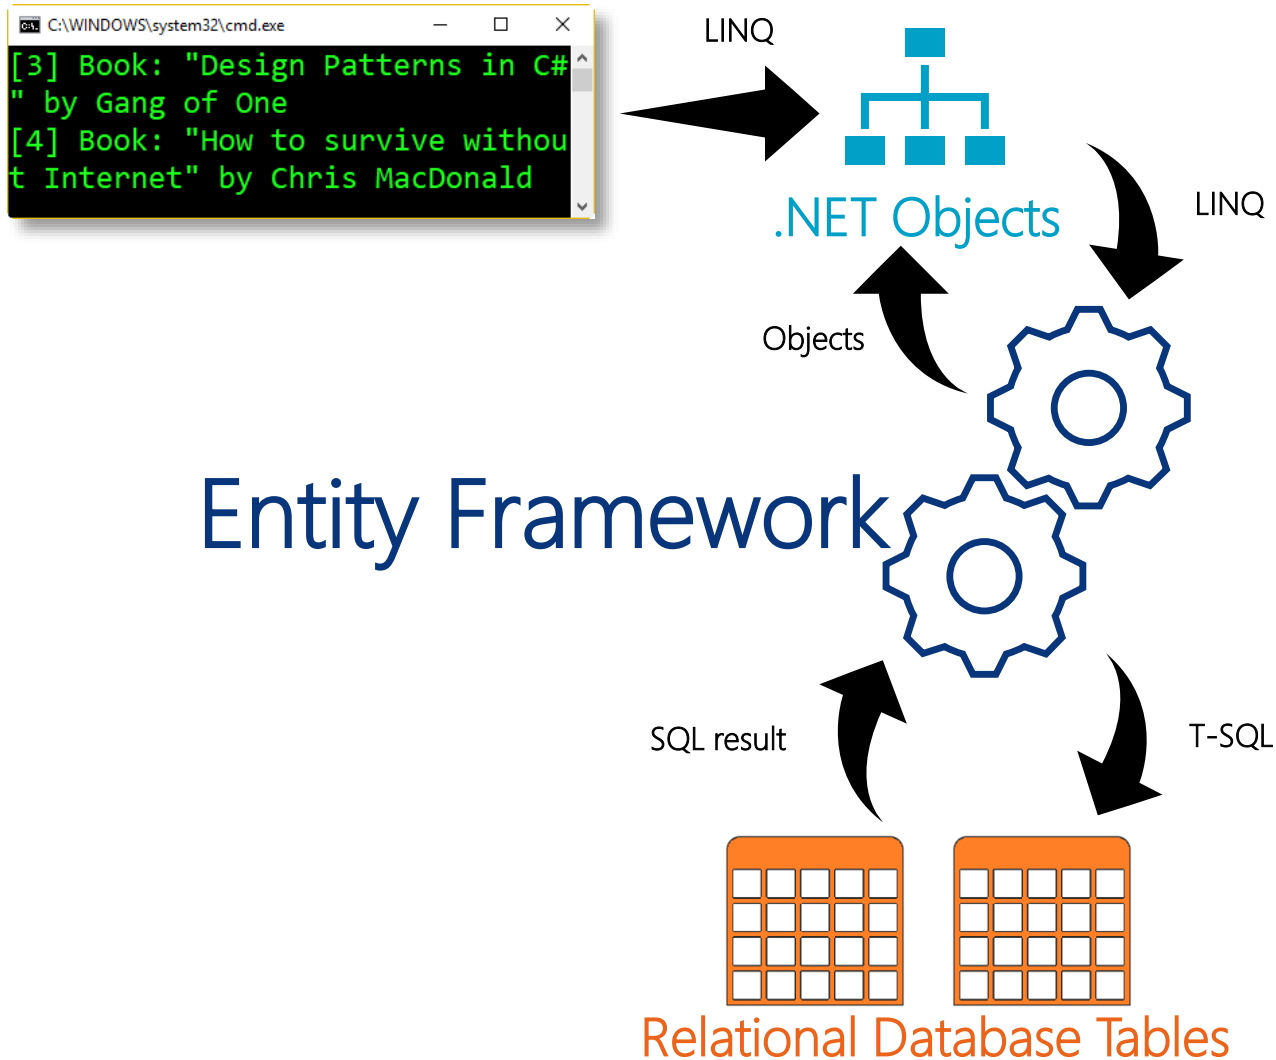 C:\WINDOWS\system32\cmd.exe
[3] Book: "Design Patterns in C#
" by Gang of One
[4] Book: "How to survive withou
t Internet" by Chris MacDonald
LINQ
.NET Objects
LINQ
Objects
Entity Framework
SQL result
T-SQL
Relational Database Tables